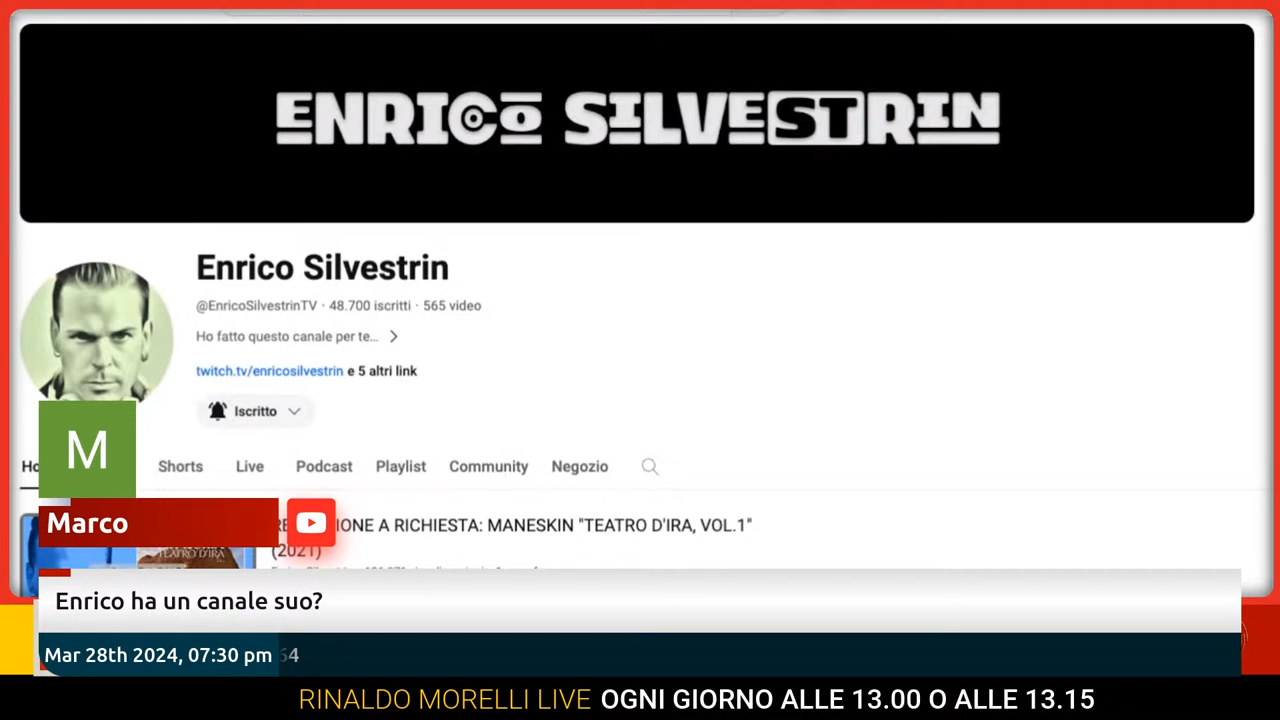 ENRICO SILVESTRIN
Enrico Silvestrin
@EnricoSilvestrinTV · 48.700 iscritti · 565 video
Ho fatto questo canale per te...
twitch.tv/enricosilvestrin e 5 altri link
Iscritto
Shorts Live Podcast Playlist Community Negozio
M
IONE A RICHIESTA: MANESKIN "TEATRO D'IRA, VOL.1"
(2021)
Marco
TEATRO D'IRA
Enrico ha un canale suo?
Mar 28th 2024, 07:30 pm
RINALDO MORELLI LIVE OGNI GIORNO ALLE 13.00 O ALLE 13.15